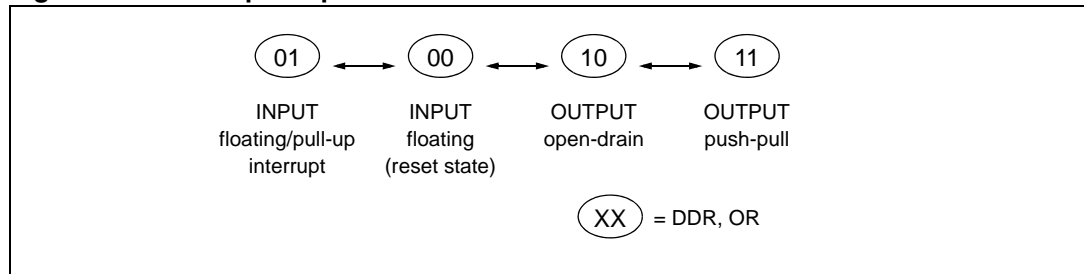 01 00 10 11
INPUT INPUT OUTPUT OUTPUT
floating/pull-up floating open-drain push-pull
interrupt (reset state)
XX = DDR, OR